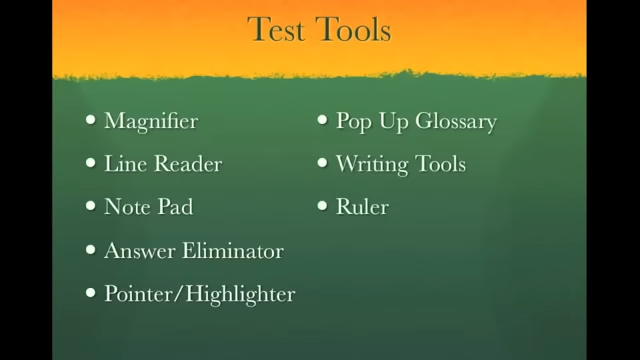 Test Tools
• Magnifier
• Line Reader
• Note Pad
• Answer Eliminator
• Pointer/Highlighter
• Pop Up Glossary
• Writing Tools
• Ruler